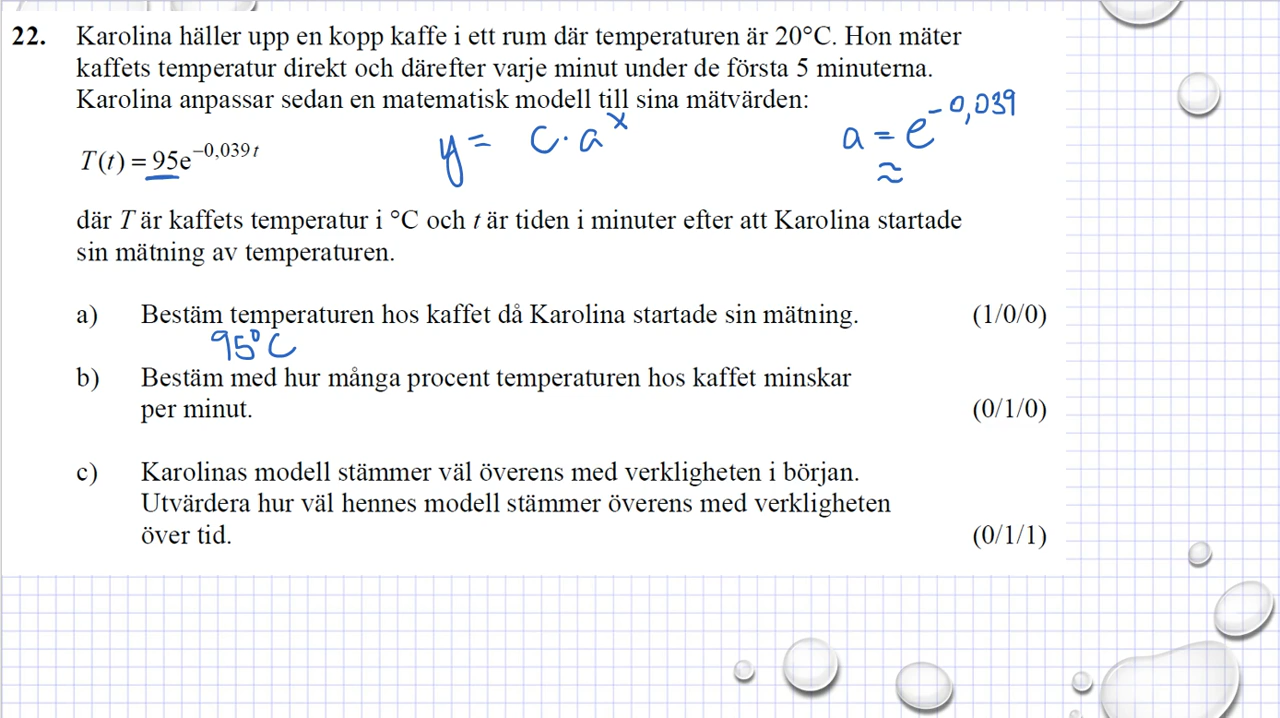 22. Karolina häller upp en kopp kaffe i ett rum där temperaturen är 20°C. Hon mäter
kaffets temperatur direkt och därefter varje minut under de första 5 minuterna.
Karolina anpassar sedan en matematisk modell till sina mätvärden:
y = C · a^x
a = e^-0,039
≈
T(t) = 95e^−0,039t
där T är kaffets temperatur i °C och t är tiden i minuter efter att Karolina startade
sin mätning av temperaturen.
a) Bestäm temperaturen hos kaffet då Karolina startade sin mätning. (1/0/0)
95°C
b) Bestäm med hur många procent temperaturen hos kaffet minskar
per minut. (0/1/0)
c) Karolinas modell stämmer väl överens med verkligheten i början.
Utvärdera hur väl hennes modell stämmer överens med verkligheten
över tid. (0/1/1)